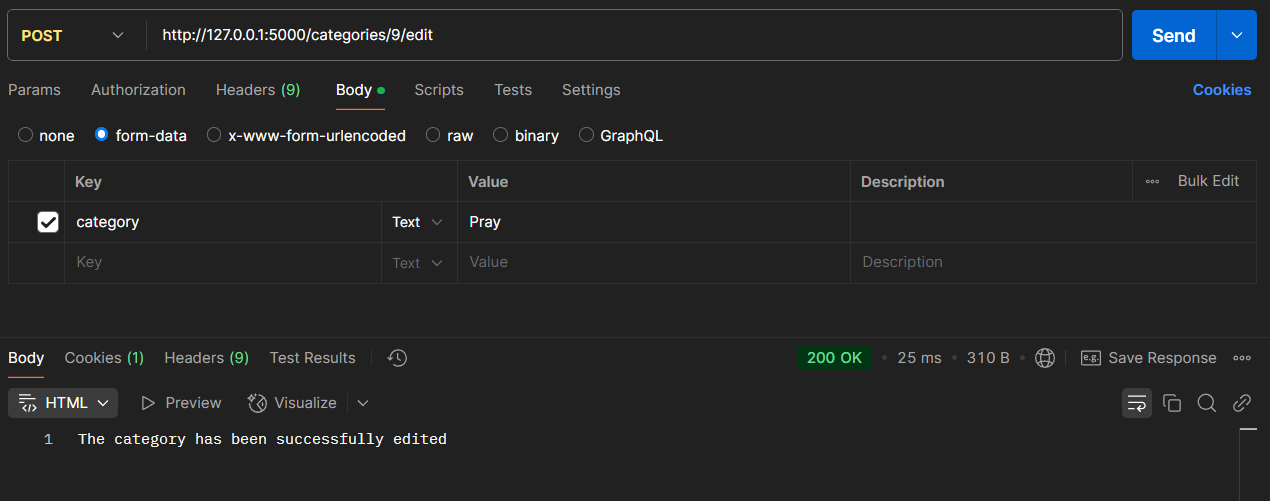 POST http://127.0.0.1:5000/categories/9/edit Send
Params Authorization Headers (9) Body Scripts Tests Settings Cookies
none form-data x-www-form-urlencoded raw binary GraphQL
Key Value Description Bulk Edit
category Text Pray
Key Text Value Description
Body Cookies (1) Headers (9) Test Results 200 OK 25 ms 310 B e.g. Save Response
HTML Preview Visualize
1 The category has been successfully edited